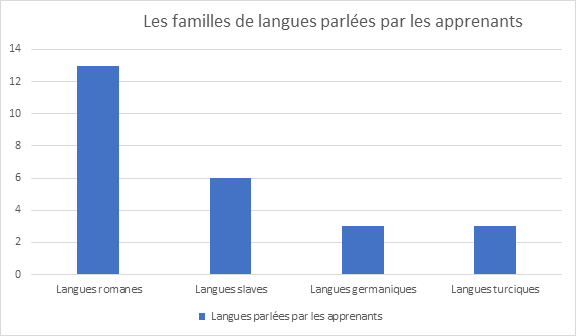 Les familles de langues parlées par les apprenants
14
12
10
8
6
4
2
0
Langues romanes
Langues slaves
Langues germaniques
Langues turciques
Langues parlées par les apprenants